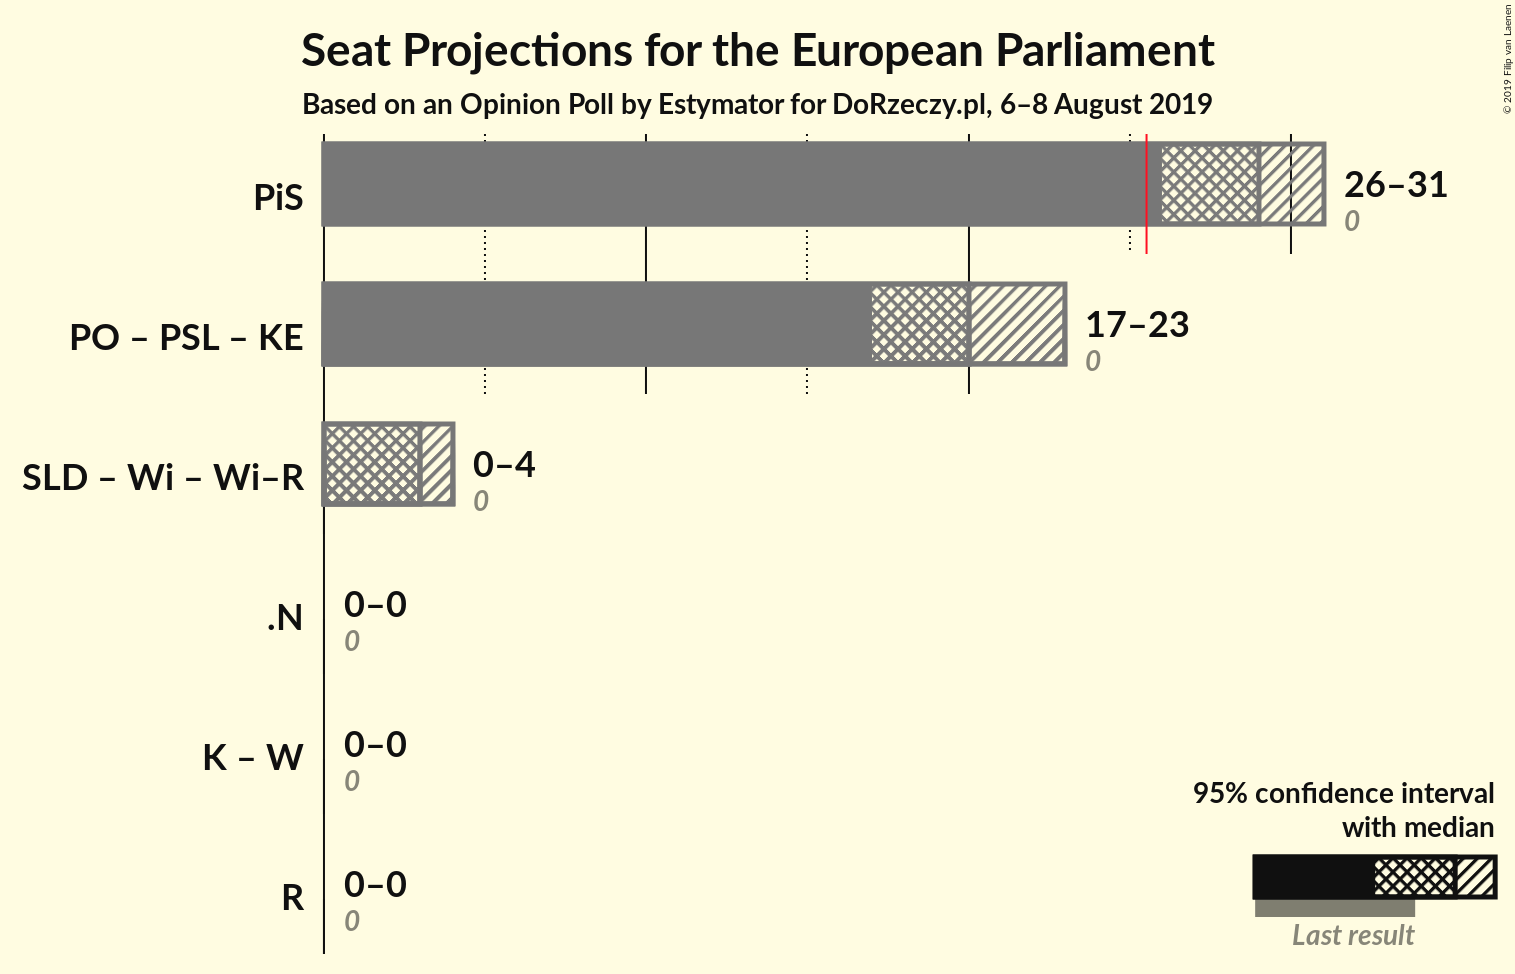 Seat Projections for the European Parliament
Based on an Opinion Poll by Estymator for DoRzeczy.pl, 6–8 August 2019
© 2019 Filip van Laenen
PiS
26–31
0
PO – PSL – KE
17–23
0
SLD – Wi – Wi–R
0–4
0
.N
0–0
0
K – W
0–0
0
R
0–0
0
95% confidence interval
with median
Last result